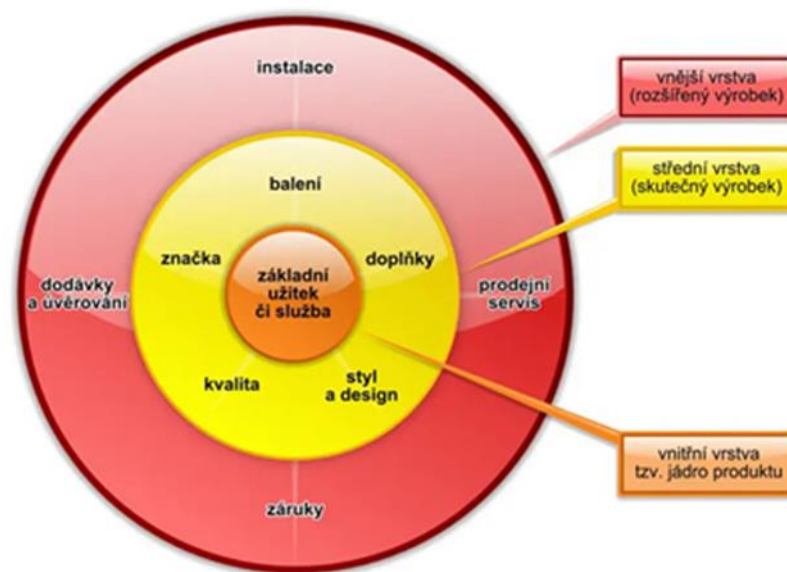 instalace
vnější vrstva
(rozšířený výrobek)
balení
střední vrstva
(skutečný výrobek)
značka
doplňky
základní
užitek
či služba
dodávky
a úvěrování
prodejní
servis
kvalita
styl
a design
vnitřní vrstva
tzv. jádro produktu
záruky